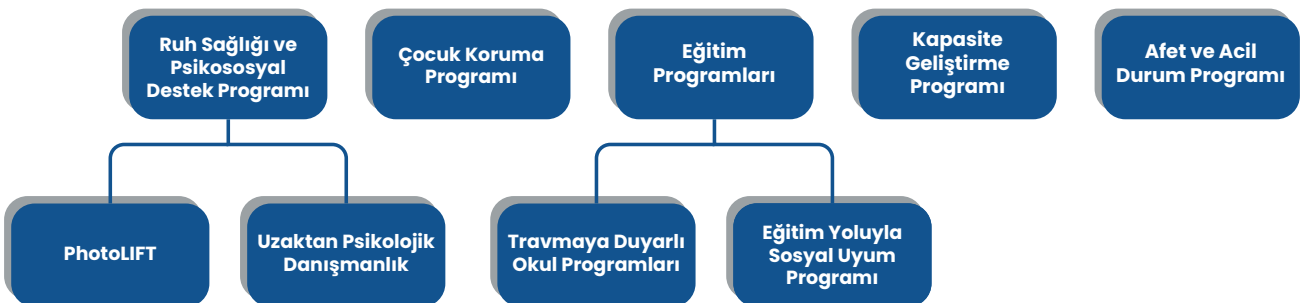 Ruh Sağlığı ve
Psikososyal
Destek Programı
Çocuk Koruma
Programı
Eğitim
Programları
Kapasite
Geliştirme
Programı
Afet ve Acil
Durum Programı
PhotoLIFT
Uzaktan Psikolojik
Danışmanlık
Travmaya Duyarlı
Okul Programları
Eğitim Yoluyla
Sosyal Uyum
Programı